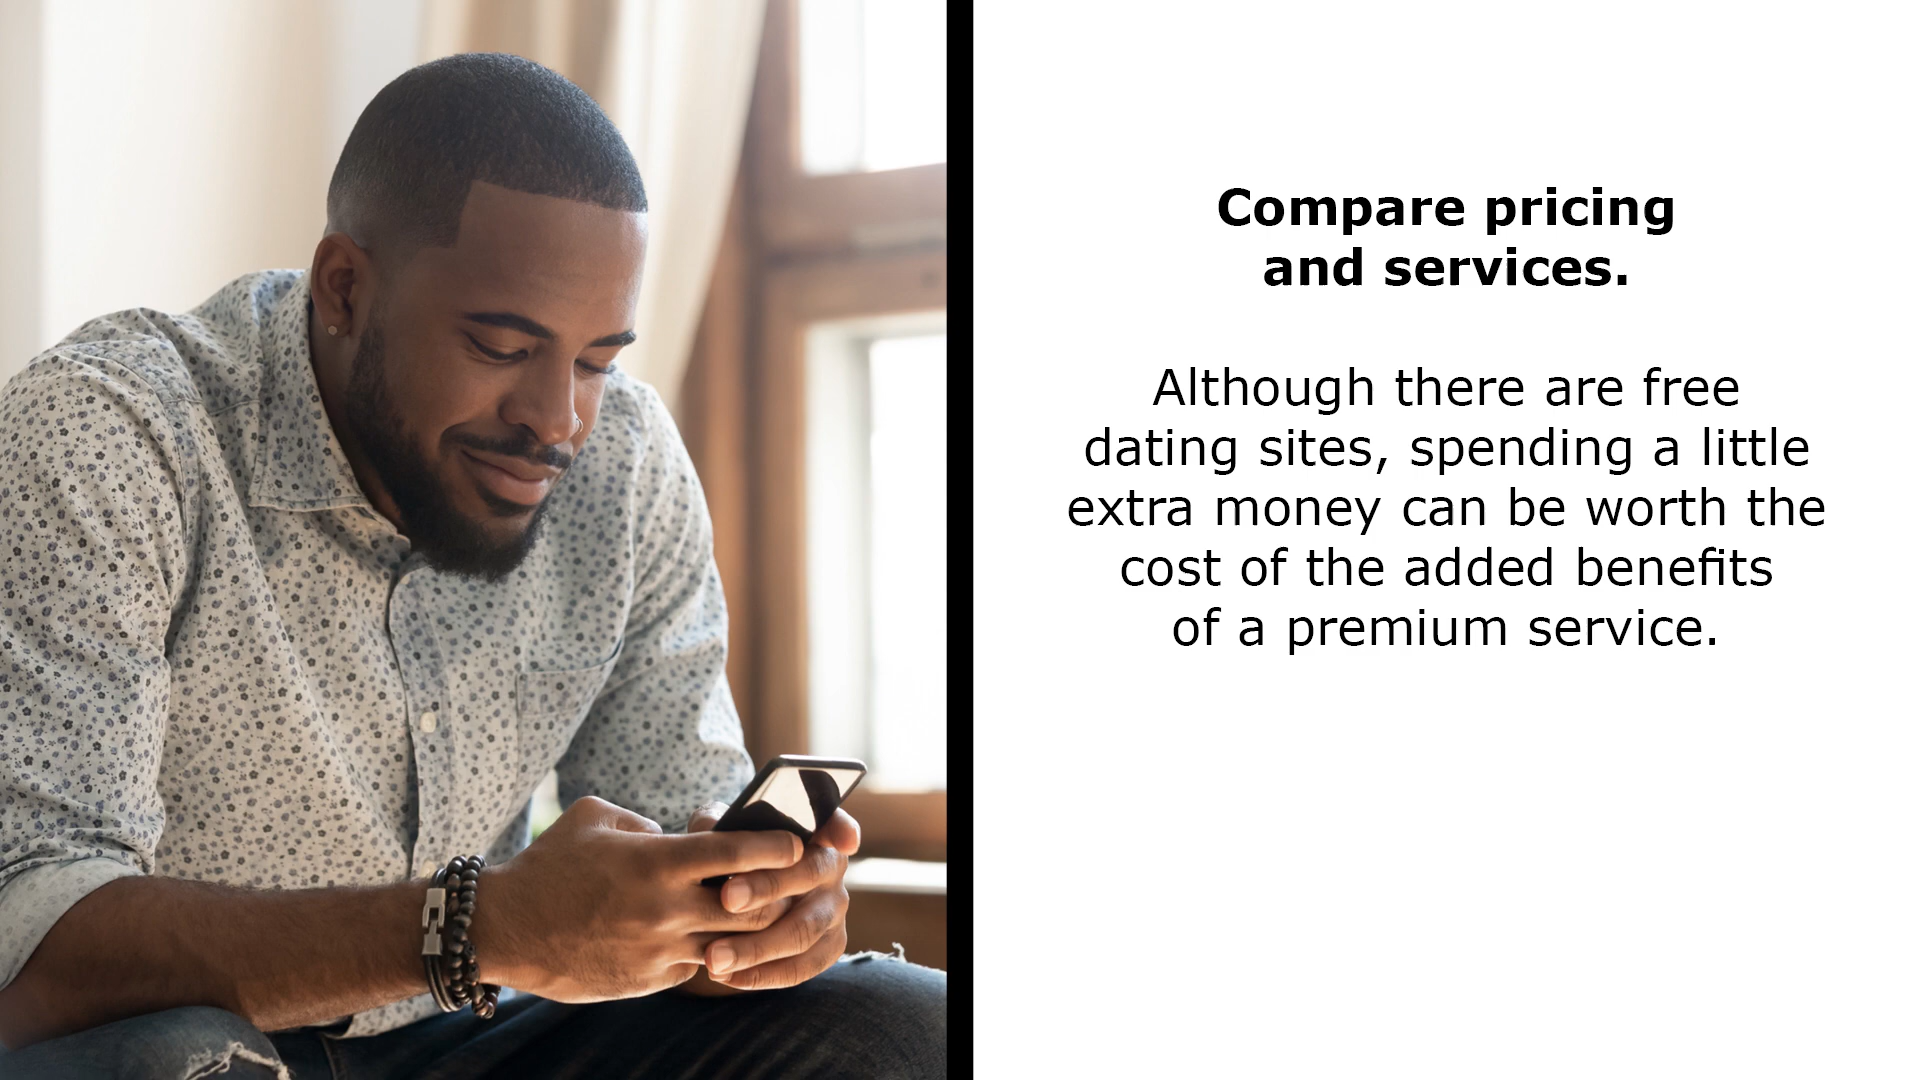 Compare pricing
and services.
Although there are free
dating sites, spending a little
extra money can be worth the
cost of the added benefits
of a premium service.